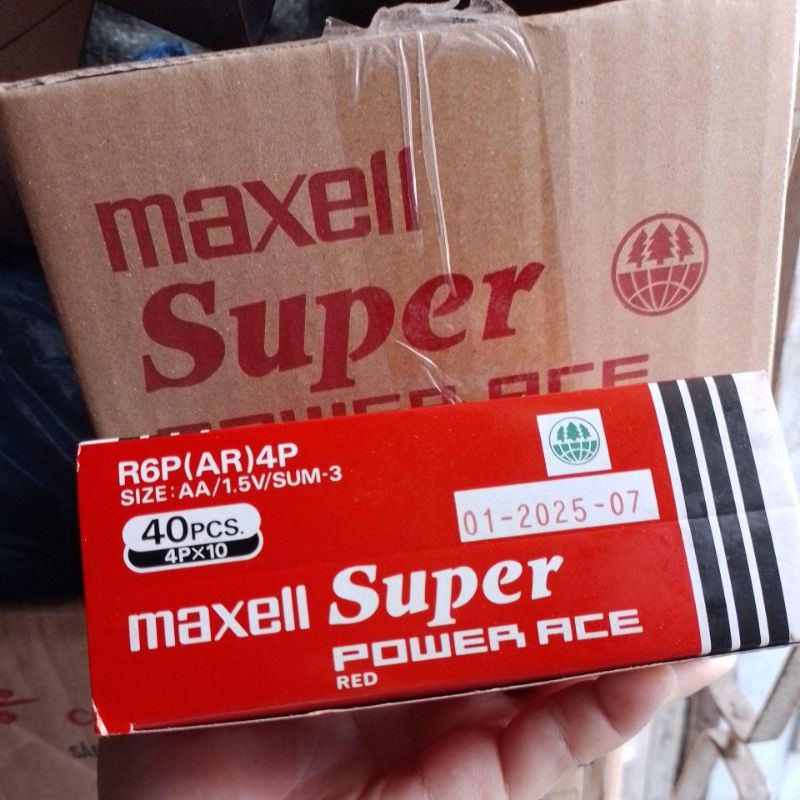 maxell
Super
POWER ACE
R6P(AR)4P
SIZE: AA/1.5V/SUM-3
40PCS.
4P×10
01-2025-07
maxell Super
POWER ACE
RED